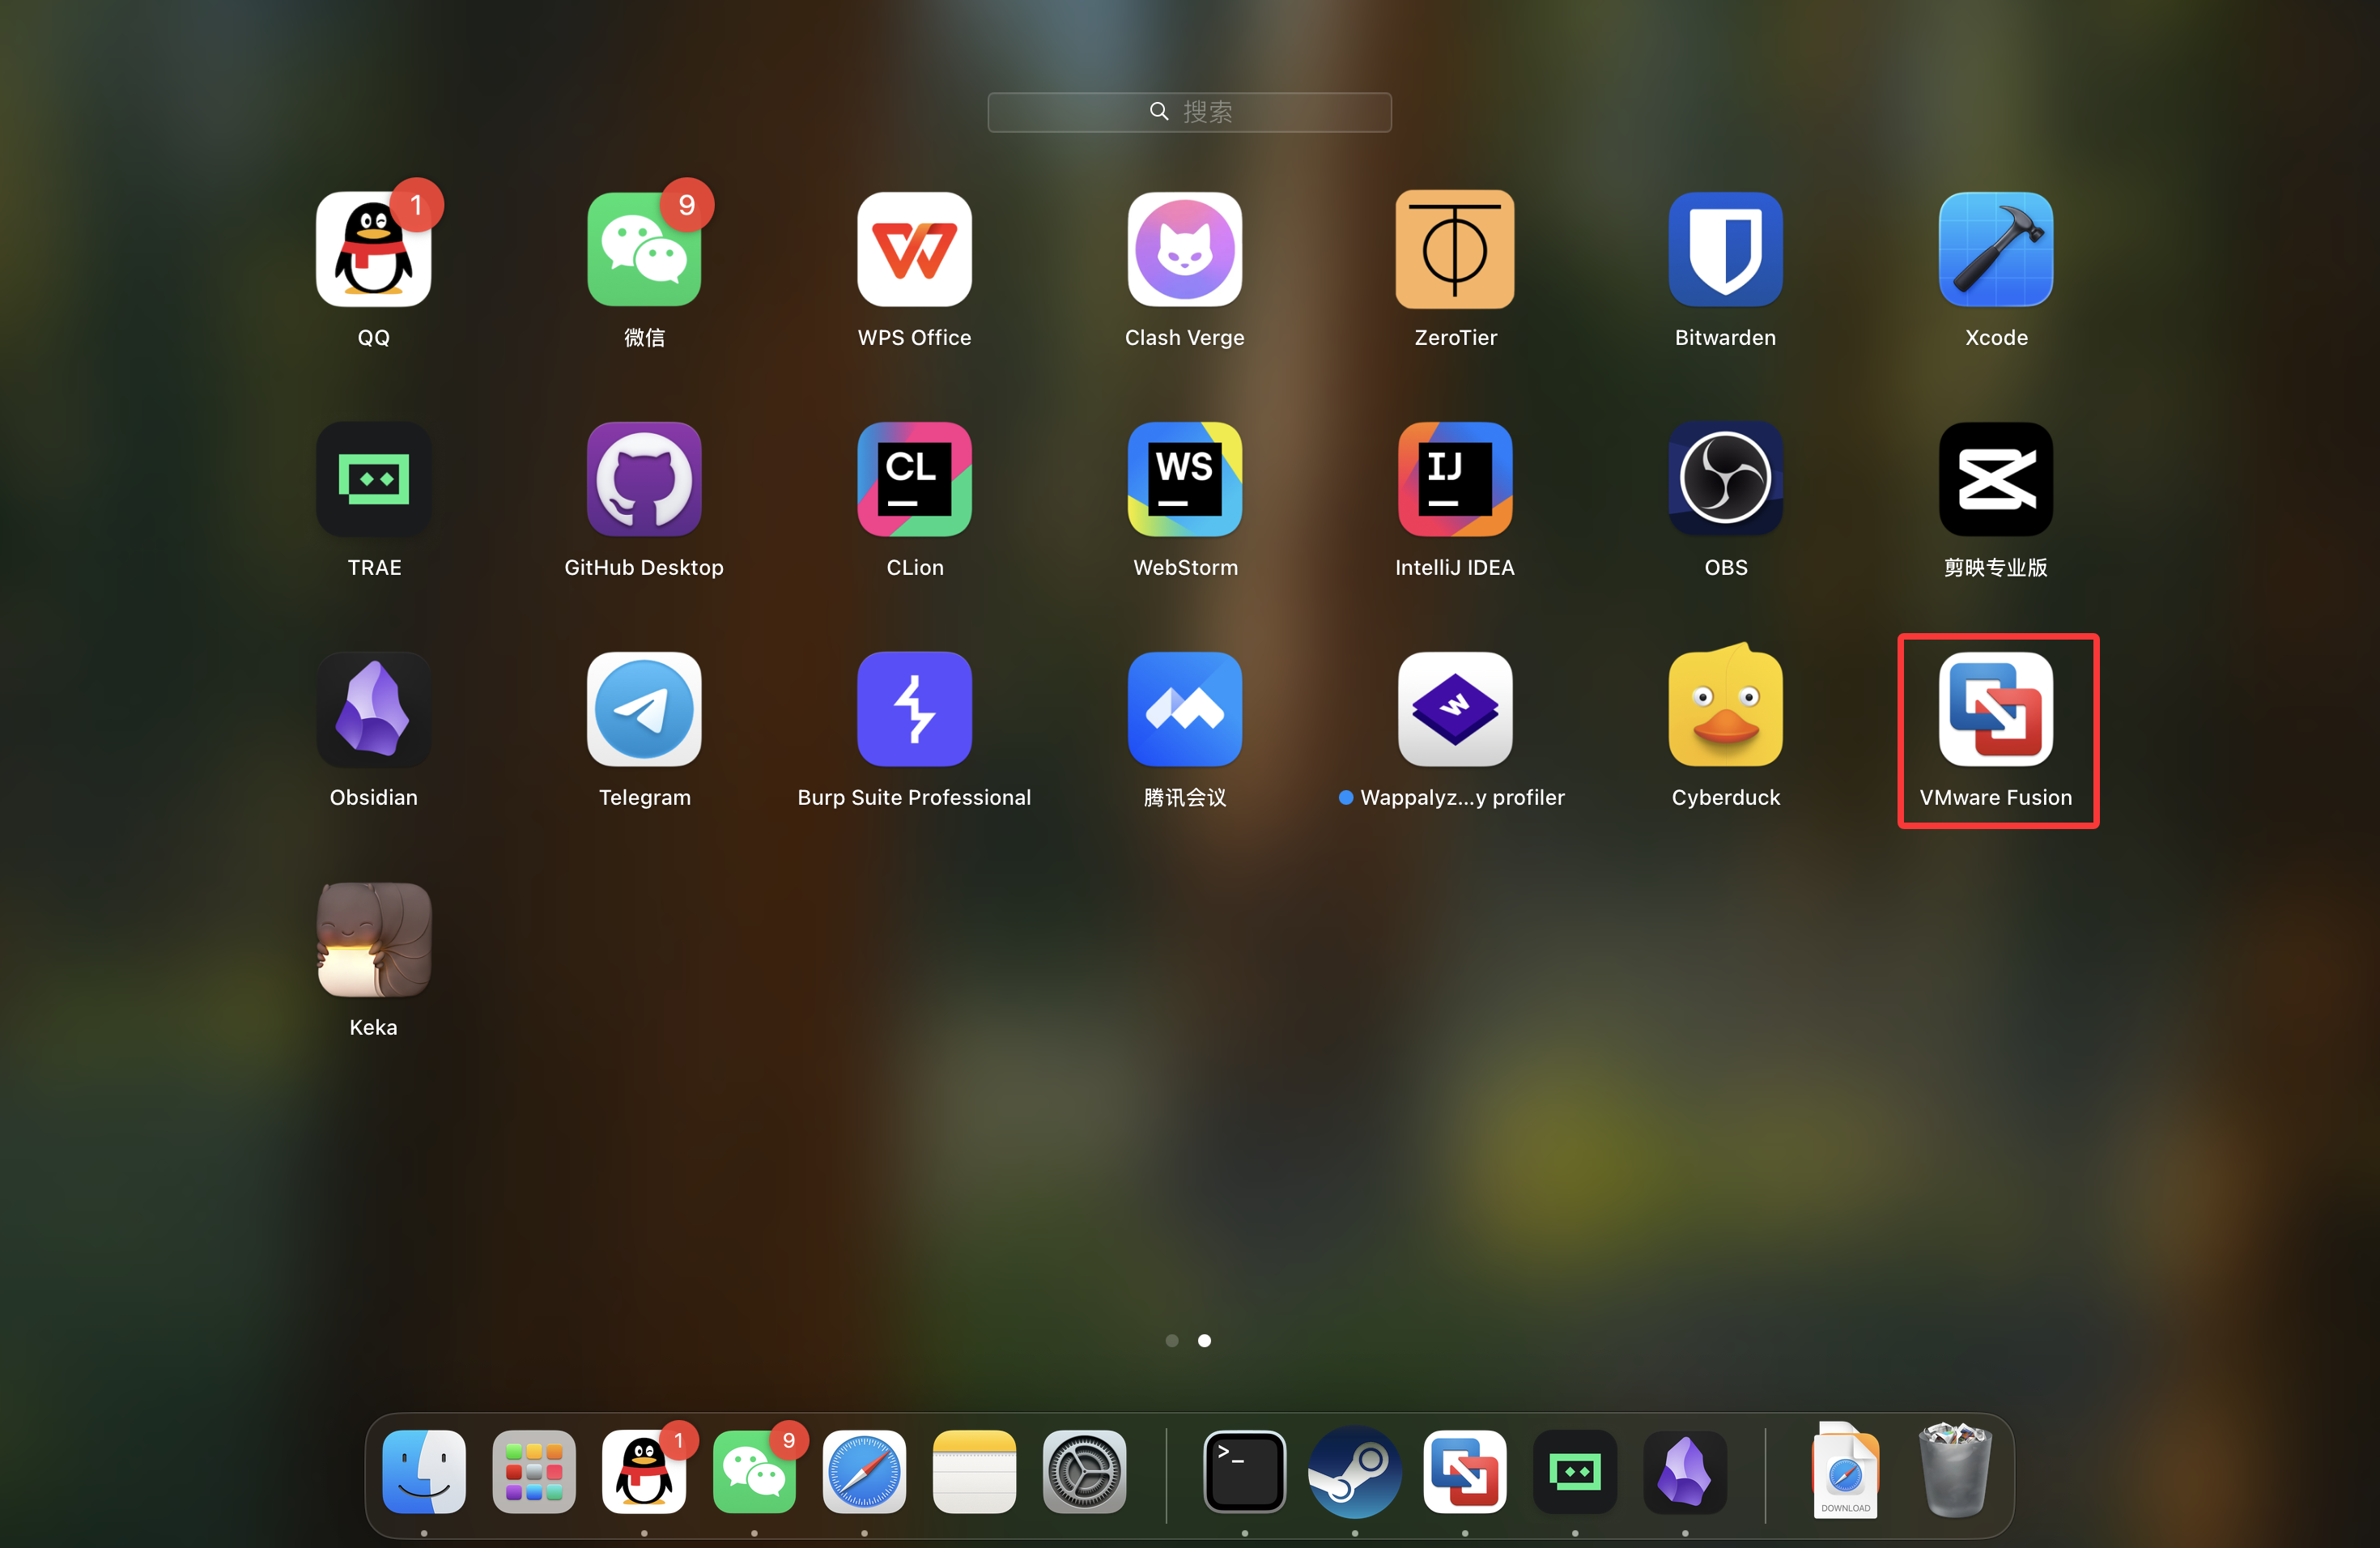 搜索
1
9
QQ
微信
WPS Office
Clash Verge
ZeroTier
Bitwarden
Xcode
CL
WS
IJ
TRAE
GitHub Desktop
CLion
WebStorm
IntelliJ IDEA
OBS
剪映专业版
W
Obsidian
Telegram
Burp Suite Professional
腾讯会议
Wappalyz...y profiler
Cyberduck
VMware Fusion
Keka
1
9
>_
DOWNLOAD